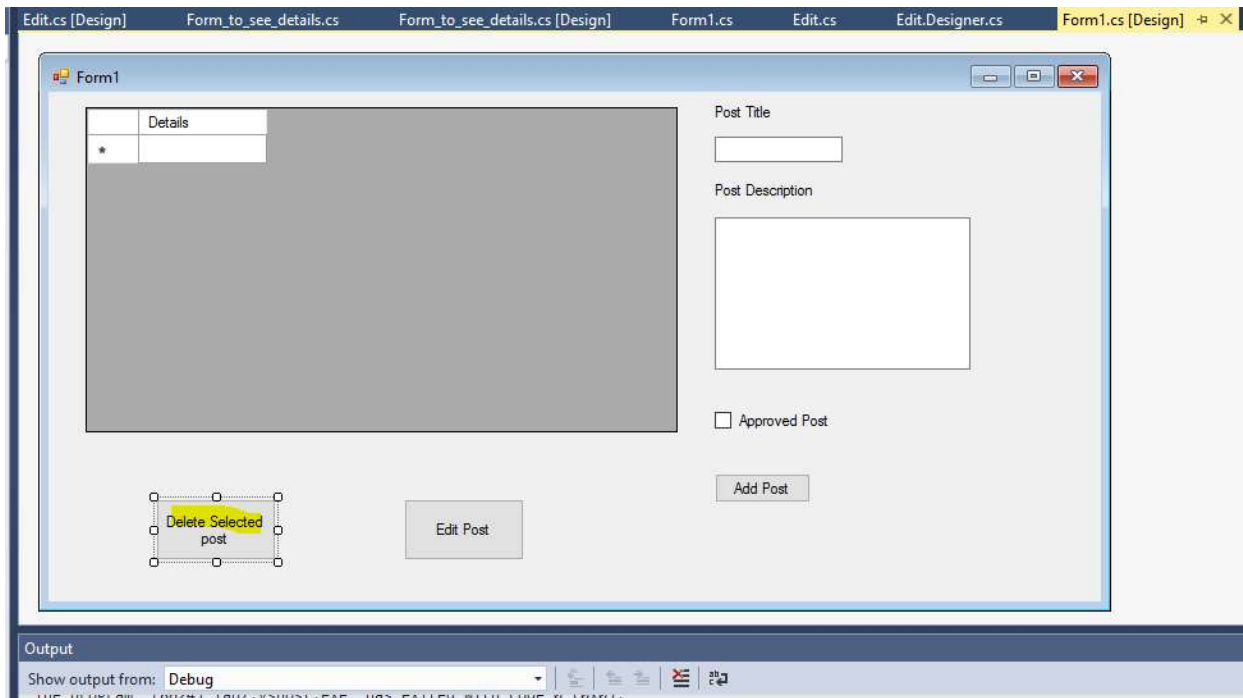 Edit.cs [Design] Form_to_see_details.cs Form_to_see_details.cs [Design] Form1.cs Edit.cs Edit.Designer.cs Form1.cs [Design]
Form1
Details
*
Post Title
Post Description
Approved Post
Add Post
Delete Selected
post
Edit Post
Output
Show output from: Debug